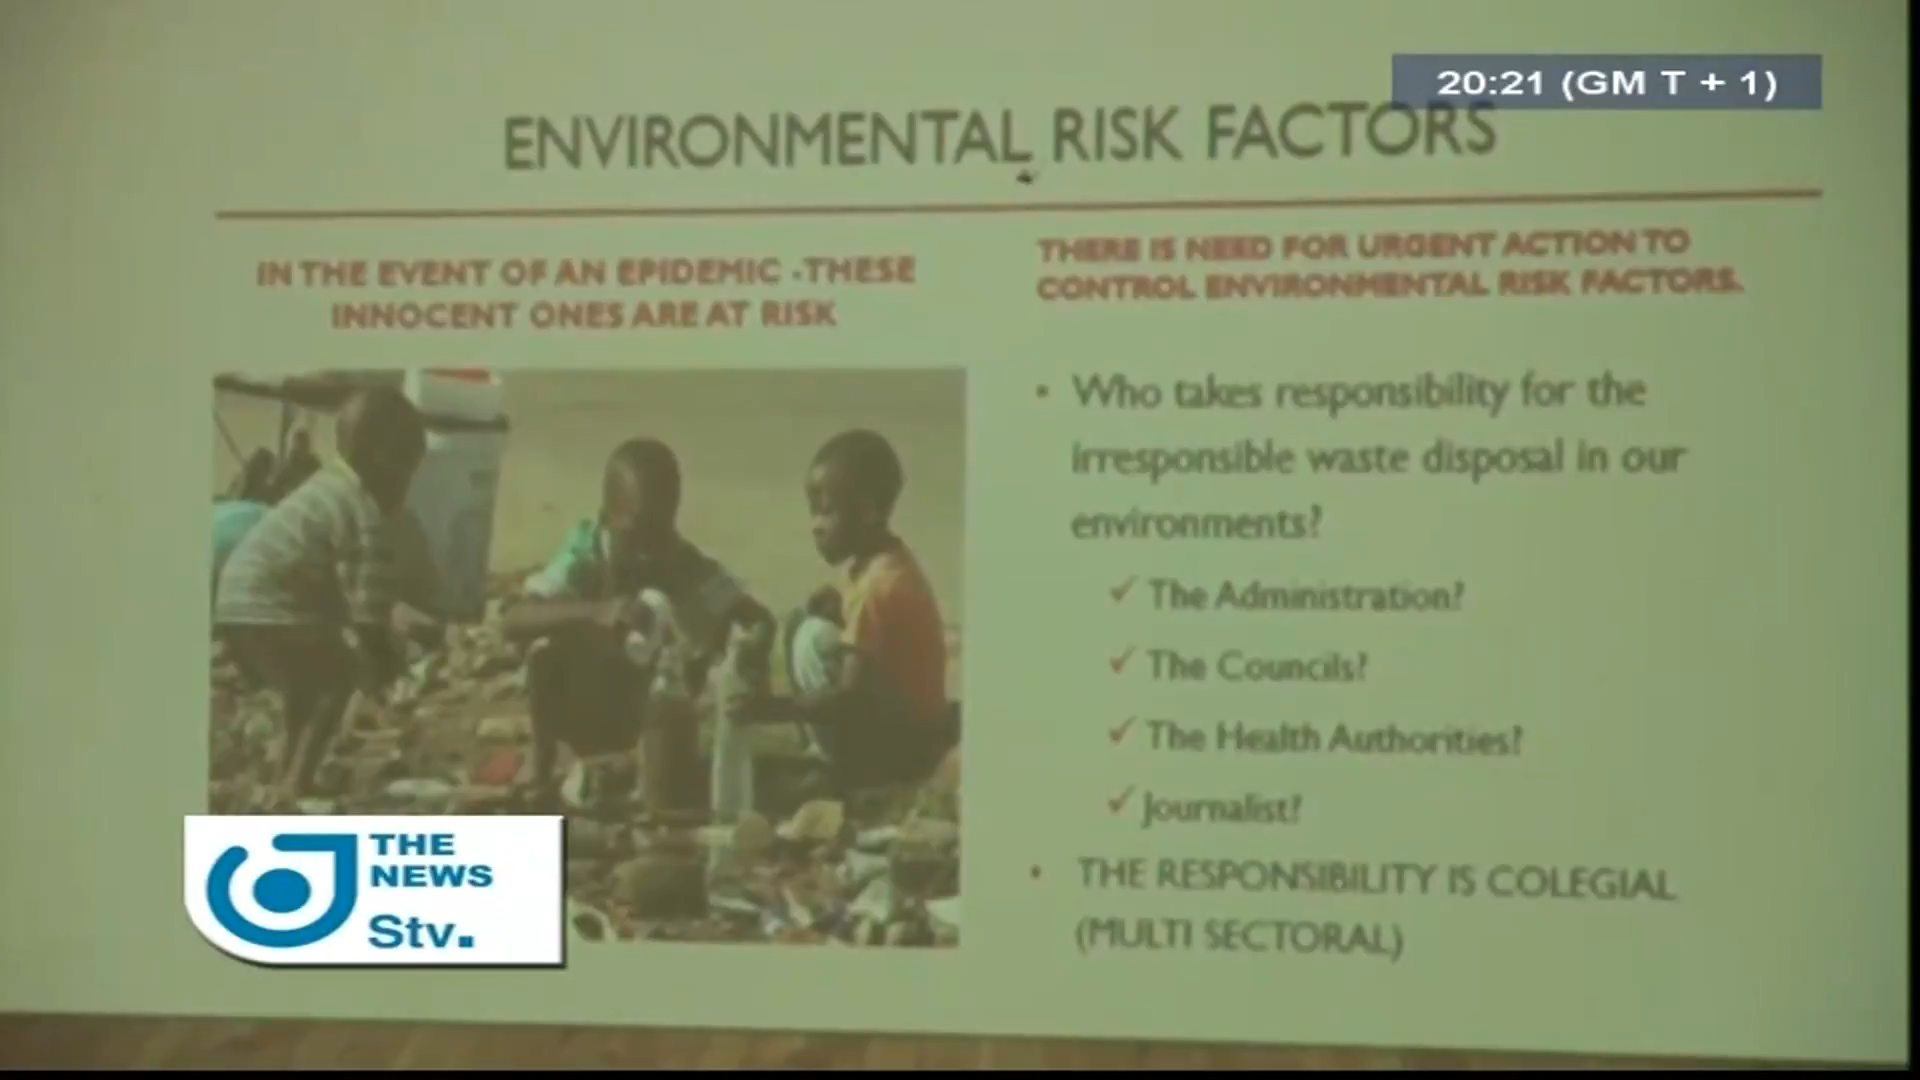 20:21 (GM T + 1)
ENVIRONMENTAL RISK FACTORS
IN THE EVENT OF AN EPIDEMIC -THESE
INNOCENT ONES ARE AT RISK
THERE IS NEED FOR URGENT ACTION TO
CONTROL ENVIRONMENTAL RISK FACTORS.
• Who takes responsibility for the
irresponsible waste disposal in our
environments?
✓ The Administration?
✓ The Councils?
✓ The Health Authorities?
✓ Journalist?
• THE RESPONSIBILITY IS COLEGIAL
(MULTI SECTORAL)
THE
NEWS
Stv.